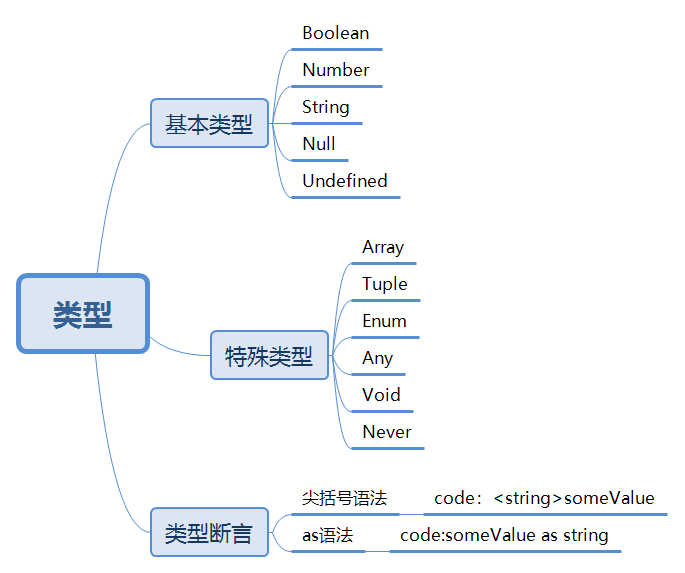 类型
基本类型
Boolean
Number
String
Null
Undefined
特殊类型
Array
Tuple
Enum
Any
Void
Never
类型断言
尖括号语法
code：<string>someValue
as语法
code:someValue as string